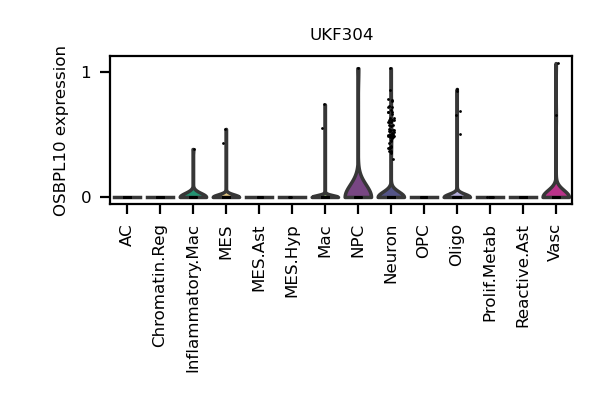 UKF304
OSBPL10 expression
1
0
AC
Chromatin.Reg
Inflammatory.Mac
MES
MES.Ast
MES.Hyp
Mac
NPC
Neuron
OPC
Oligo
Prolif.Metab
Reactive.Ast
Vasc